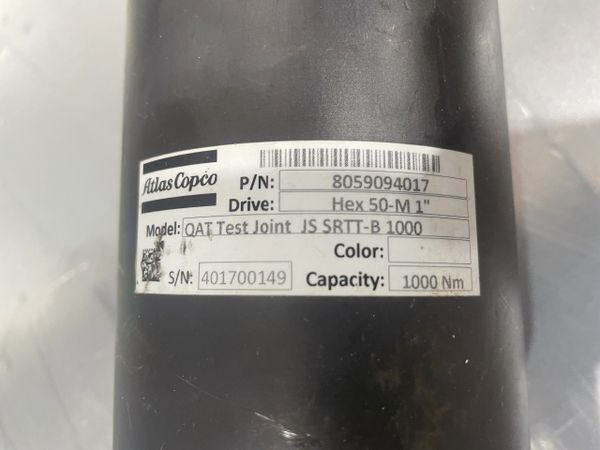 Atlas Copco
P/N: 8059094017
Drive: Hex 50-M 1"
Model: QAT Test Joint JS SRTT-B 1000
Color:
S/N: 401700149 Capacity: 1000 Nm